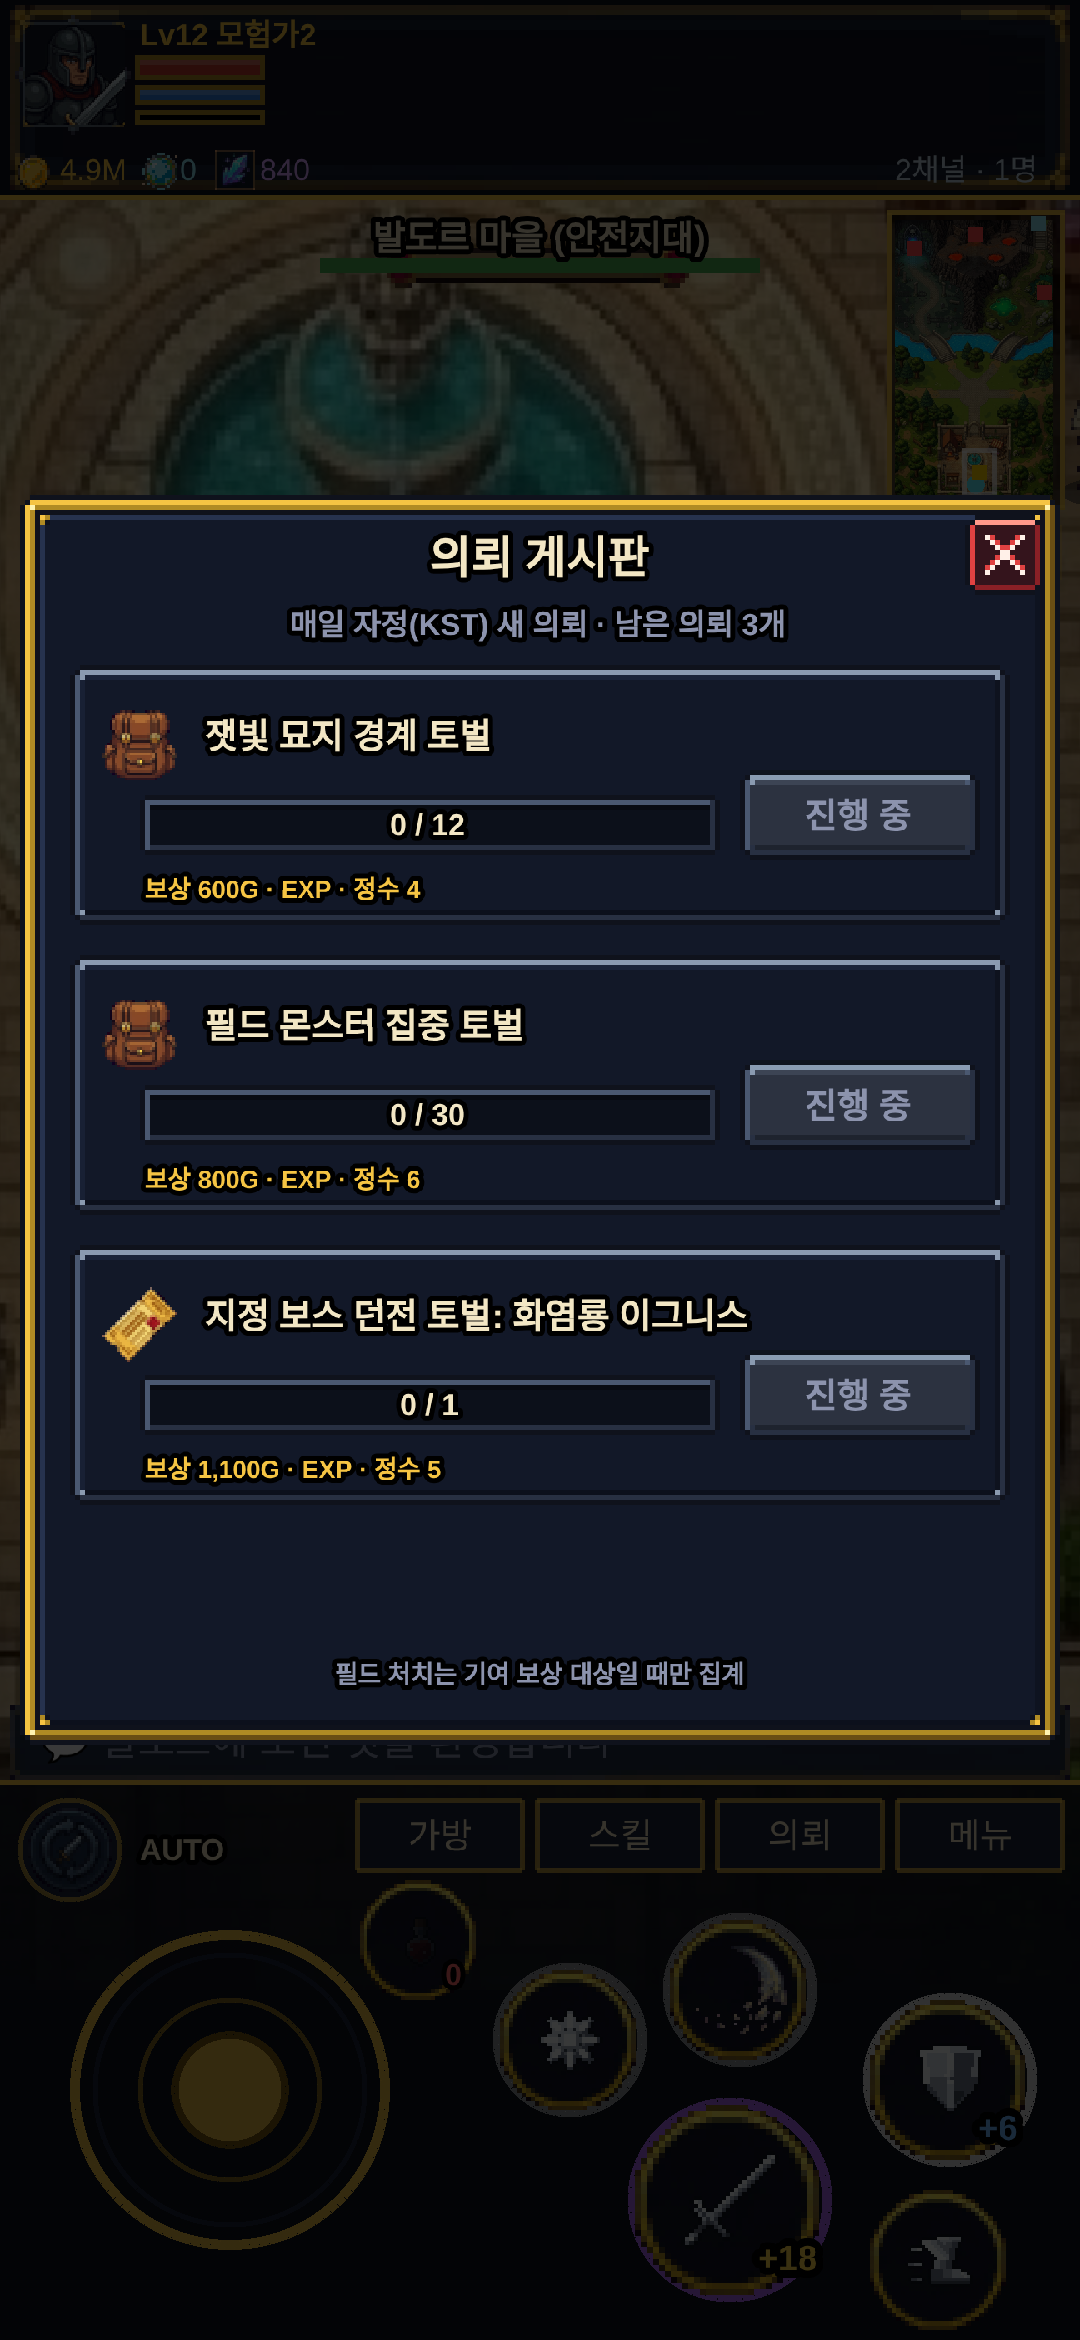 Lv12 모험가2
4.9M 0 840
2채널 · 1명
발도르 마을 (안전지대)
의뢰 게시판
매일 자정(KST) 새 의뢰 · 남은 의뢰 3개
잿빛 묘지 경계 토벌
0 / 12
진행 중
보상 600G · EXP · 정수 4
필드 몬스터 집중 토벌
0 / 30
진행 중
보상 800G · EXP · 정수 6
지정 보스 던전 토벌: 화염룡 이그니스
0 / 1
진행 중
보상 1,100G · EXP · 정수 5
필드 처치는 기여 보상 대상일 때만 집계
AUTO
가방
스킬
의뢰
메뉴
0
+6
+18